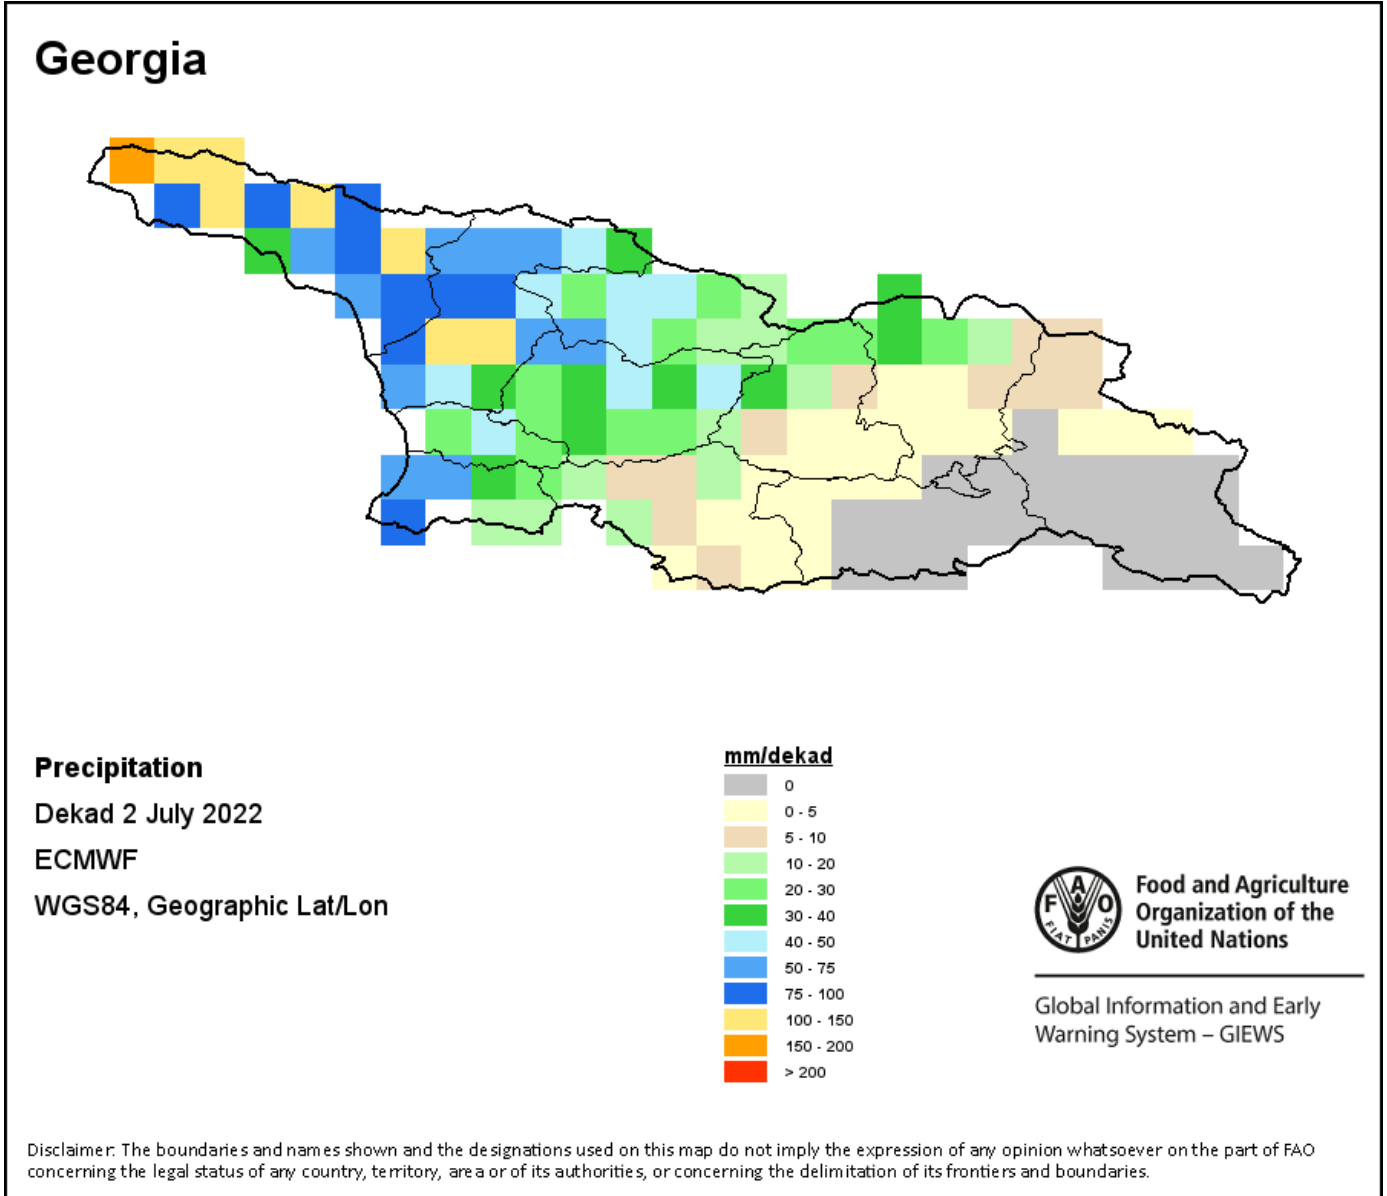 Georgia
Precipitation
Dekad 2 July 2022
ECMWF
WGS84, Geographic Lat/Lon
mm/dekad
0
0 - 5
5 - 10
10 - 20
20 - 30
30 - 40
40 - 50
50 - 75
75 - 100
100 - 150
150 - 200
> 200
F A O
FIAT PANIS
Food and Agriculture
Organization of the
United Nations
Global Information and Early
Warning System – GIEWS
Disclaimer: The boundaries and names shown and the designations used on this map do not imply the expression of any opinion whatsoever on the part of FAO
concerning the legal status of any country, territory, area or of its authorities, or concerning the delimitation of its frontiers and boundaries.